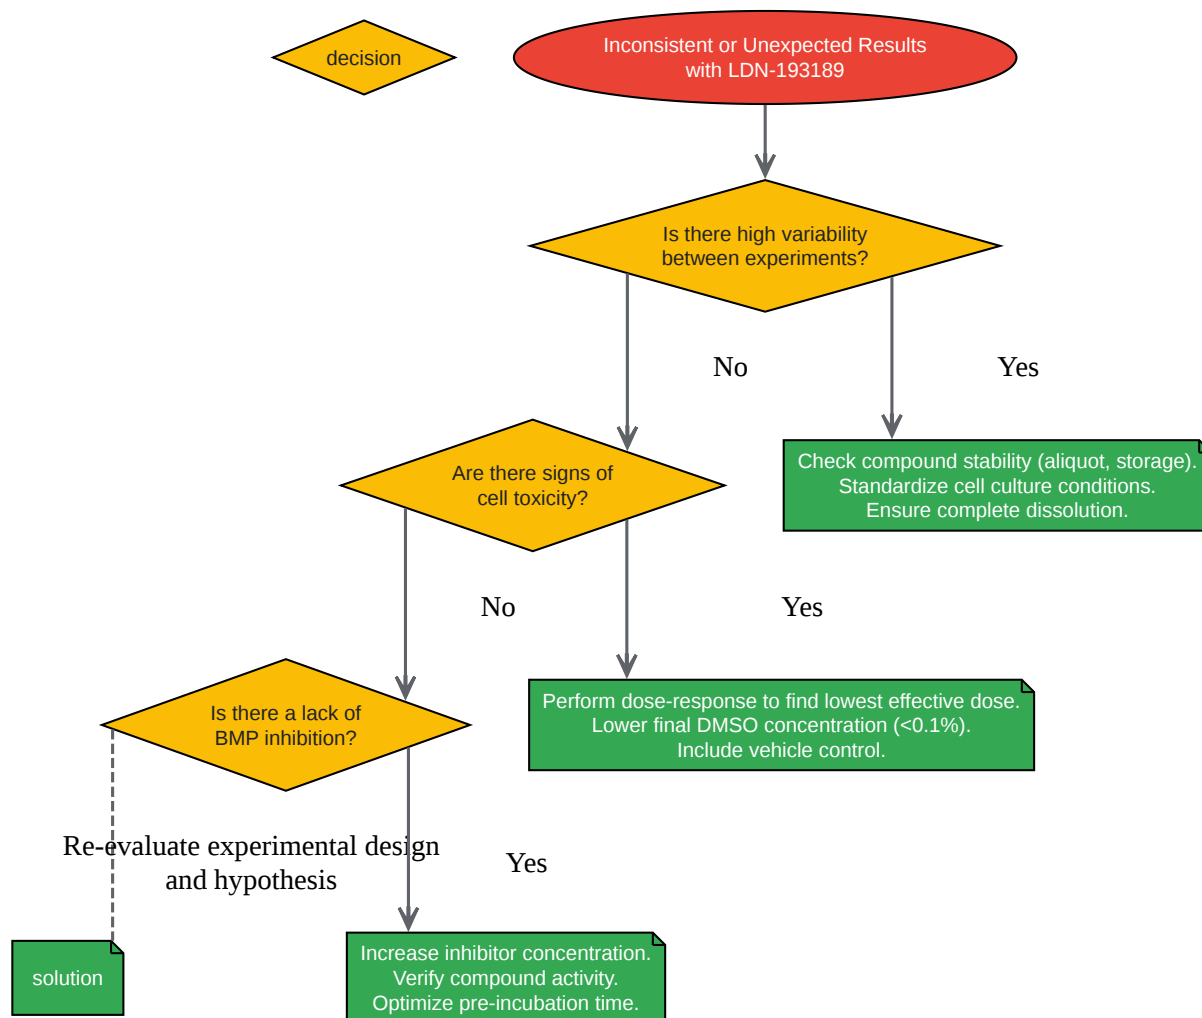 decision
Inconsistent or Unexpected Results
with LDN-193189
Is there high variability
between experiments?
No
Yes
Are there signs of
cell toxicity?
Check compound stability (aliquot, storage).
Standardize cell culture conditions.
Ensure complete dissolution.
No
Yes
Is there a lack of
BMP inhibition?
Perform dose-response to find lowest effective dose.
Lower final DMSO concentration (<0.1%).
Include vehicle control.
Re-evaluate experimental design
and hypothesis
Yes
solution
Increase inhibitor concentration.
Verify compound activity.
Optimize pre-incubation time.